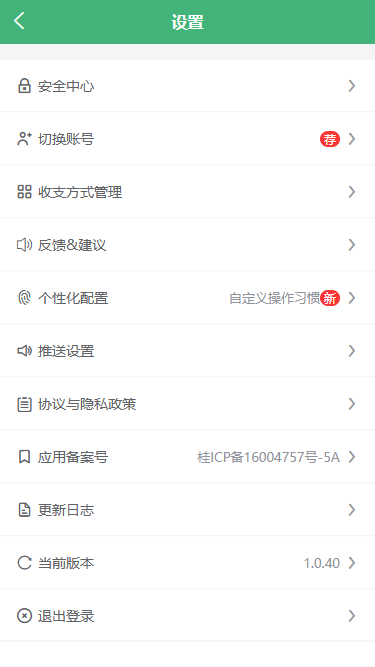 设置
安全中心
切换账号 荐
收支方式管理
反馈&建议
个性化配置 自定义操作习惯 新
推送设置
协议与隐私政策
应用备案号 桂ICP备16004757号-5A
更新日志
当前版本 1.0.40
退出登录